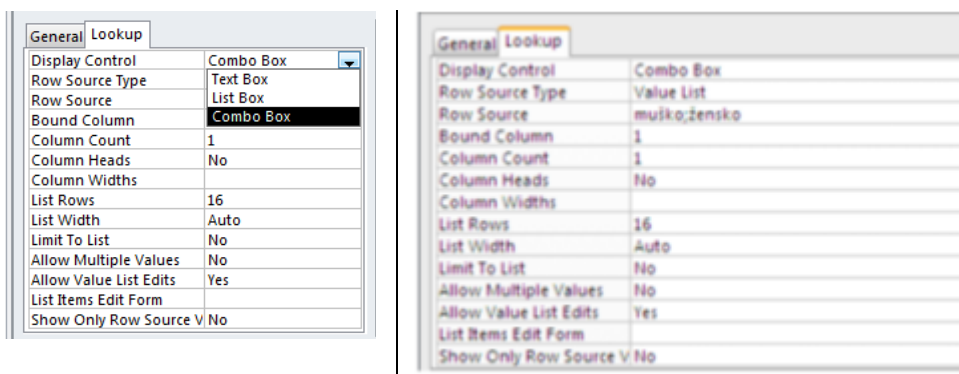 General Lookup
Display Control Combo Box
Row Source Type Text Box
Row Source List Box
Bound Column Combo Box
Column Count 1
Column Heads No
Column Widths
List Rows 16
List Width Auto
Limit To List No
Allow Multiple Values No
Allow Value List Edits Yes
List Items Edit Form
Show Only Row Source V No
General Lookup
Display Control Combo Box
Row Source Type Value List
Row Source muško;žensko
Bound Column 1
Column Count 1
Column Heads No
Column Widths
List Rows 16
List Width Auto
Limit To List No
Allow Multiple Values No
Allow Value List Edits Yes
List Items Edit Form
Show Only Row Source V No